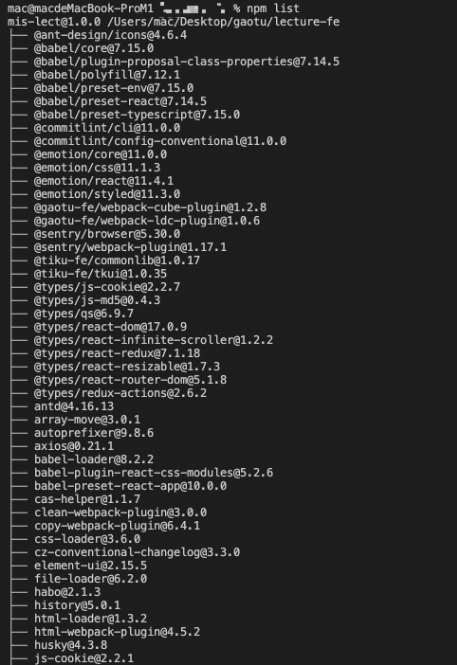 mac@macdeMacBook-ProM1 % npm list
mis-lect@1.0.0 /Users/mac/Desktop/gaotu/lecture-fe
├── @ant-design/icons@4.6.4
├── @babel/core@7.15.0
├── @babel/plugin-proposal-class-properties@7.14.5
├── @babel/polyfill@7.12.1
├── @babel/preset-env@7.15.0
├── @babel/preset-react@7.14.5
├── @babel/preset-typescript@7.15.0
├── @commitlint/cli@11.0.0
├── @commitlint/config-conventional@11.0.0
├── @emotion/core@11.0.0
├── @emotion/css@11.1.3
├── @emotion/react@11.4.1
├── @emotion/styled@11.3.0
├── @gaotu-fe/webpack-cube-plugin@1.2.8
├── @gaotu-fe/webpack-ldc-plugin@1.0.6
├── @sentry/browser@5.30.0
├── @sentry/webpack-plugin@1.17.1
├── @tiku-fe/commonlib@1.0.17
├── @tiku-fe/tkui@1.0.35
├── @types/js-cookie@2.2.7
├── @types/js-md5@0.4.3
├── @types/qs@6.9.7
├── @types/react-dom@17.0.9
├── @types/react-infinite-scroller@1.2.2
├── @types/react-redux@7.1.18
├── @types/react-resizable@1.7.3
├── @types/react-router-dom@5.1.8
├── @types/redux-actions@2.6.2
├── antd@4.16.13
├── array-move@3.0.1
├── autoprefixer@9.8.6
├── axios@0.21.1
├── babel-loader@8.2.2
├── babel-plugin-react-css-modules@5.2.6
├── babel-preset-react-app@10.0.0
├── cas-helper@1.1.7
├── clean-webpack-plugin@3.0.0
├── copy-webpack-plugin@6.4.1
├── css-loader@3.6.0
├── cz-conventional-changelog@3.3.0
├── element-ui@2.15.5
├── file-loader@6.2.0
├── habo@2.1.3
├── history@5.0.1
├── html-loader@1.3.2
├── html-webpack-plugin@4.5.2
├── husky@4.3.8
├── js-cookie@2.2.1